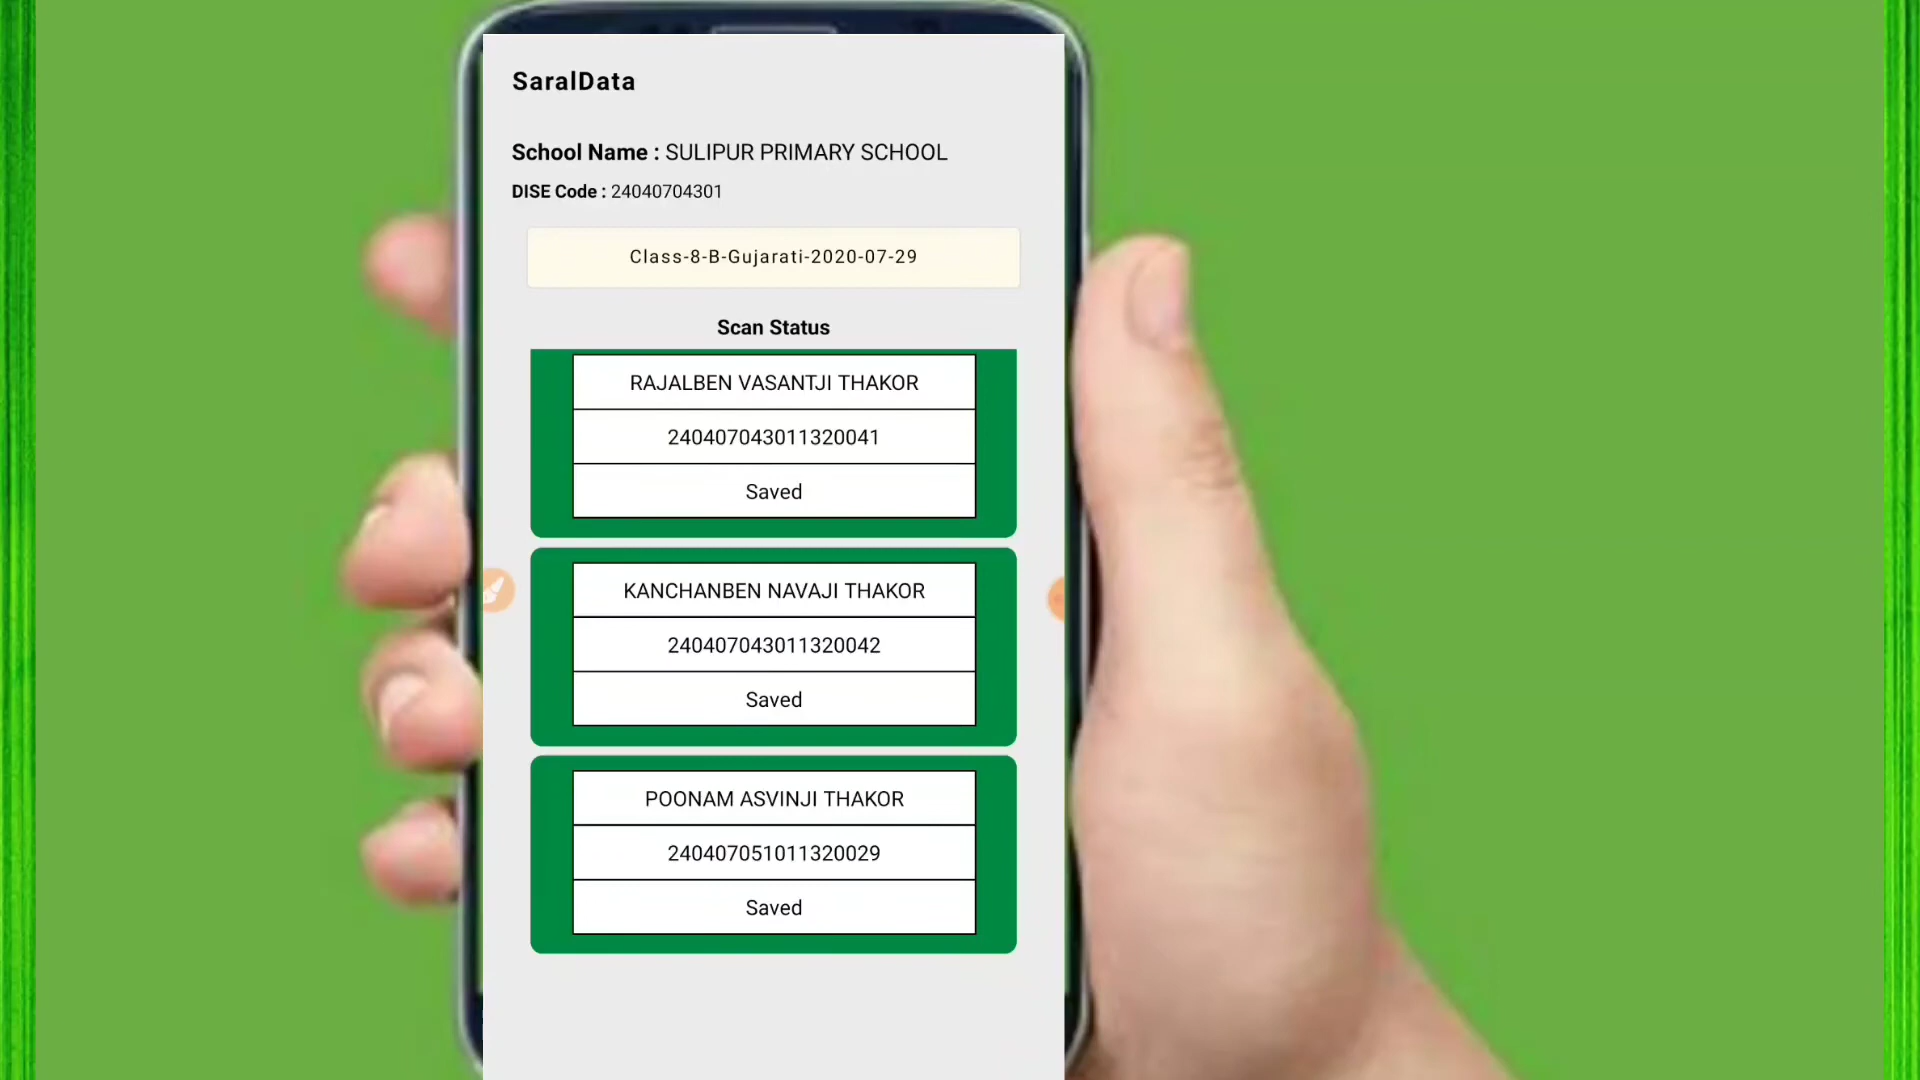 SaralData
School Name : SULIPUR PRIMARY SCHOOL
DISE Code : 24040704301
Class-8-B-Gujarati-2020-07-29
Scan Status
RAJALBEN VASANTJI THAKOR
240407043011320041
Saved
KANCHANBEN NAVAJI THAKOR
240407043011320042
Saved
POONAM ASVINJI THAKOR
240407051011320029
Saved